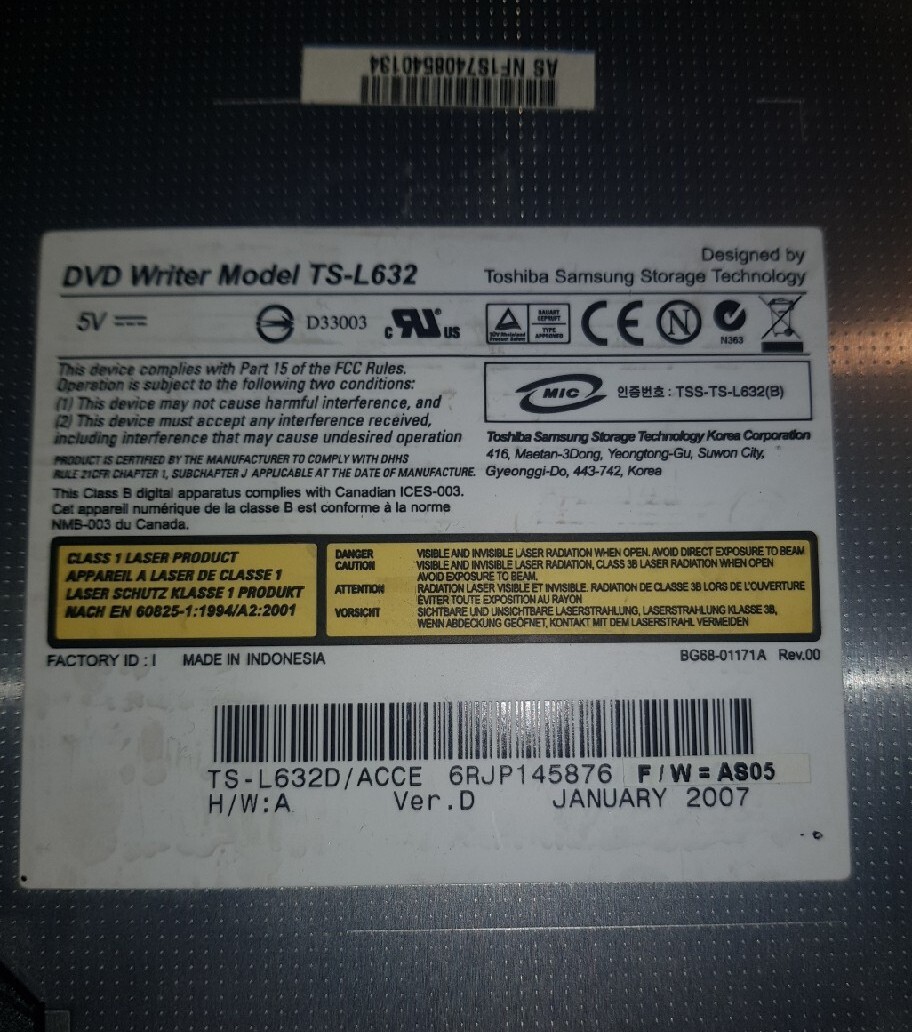 AS NF1S7408540134
DVD Writer Model TS-L632
Designed by
Toshiba Samsung Storage Technology
5V
D33003
c RU US
TYPE
APPROVED
CE
N
N363
This device complies with Part 15 of the FCC Rules.
Operation is subject to the following two conditions:
(1) This device may not cause harmful interference, and
(2) This device must accept any interference received,
including interference that may cause undesired operation
PRODUCT IS CERTIFIED BY THE MANUFACTURER TO COMPLY WITH DHHS
RULE 21CFR CHAPTER 1, SUBCHAPTER J APPLICABLE AT THE DATE OF MANUFACTURE.
This Class B digital apparatus complies with Canadian ICES-003.
Cet appareil numérique de la classe B est conforme à la norme
NMB-003 du Canada.
MIC 인증번호 : TSS-TS-L632(B)
Toshiba Samsung Storage Technology Korea Corporation
416, Maetan-3Dong, Yeongtong-Gu, Suwon City,
Gyeonggi-Do, 443-742, Korea
CLASS 1 LASER PRODUCT
APPAREIL A LASER DE CLASSE 1
LASER SCHUTZ KLASSE 1 PRODUKT
NACH EN 60825-1:1994/A2:2001
DANGER VISIBLE AND INVISIBLE LASER RADIATION WHEN OPEN. AVOID DIRECT EXPOSURE TO BEAM
CAUTION VISIBLE AND INVISIBLE LASER RADIATION, CLASS 3B LASER RADIATION WHEN OPEN
AVOID EXPOSURE TO BEAM.
ATTENTION RADIATION LASER VISIBLE ET INVISIBLE. RADIATION DE CLASSE 3B LORS DE L'OUVERTURE
ÉVITER TOUTE EXPOSITION AU RAYON
VORSICHT SICHTBARE UND UNSICHTBARE LASERSTRAHLUNG, LASERSTRAHLUNG KLASSE 3B,
WENN ABDECKUNG GEÖFNET, KONTAKT MIT DEM LASERSTRAHL VERMEIDEN
FACTORY ID : I MADE IN INDONESIA
BG68-01171A Rev.00
TS-L632D/ACCE 6RJP145876 F/W=AS05
H/W:A Ver.D JANUARY 2007